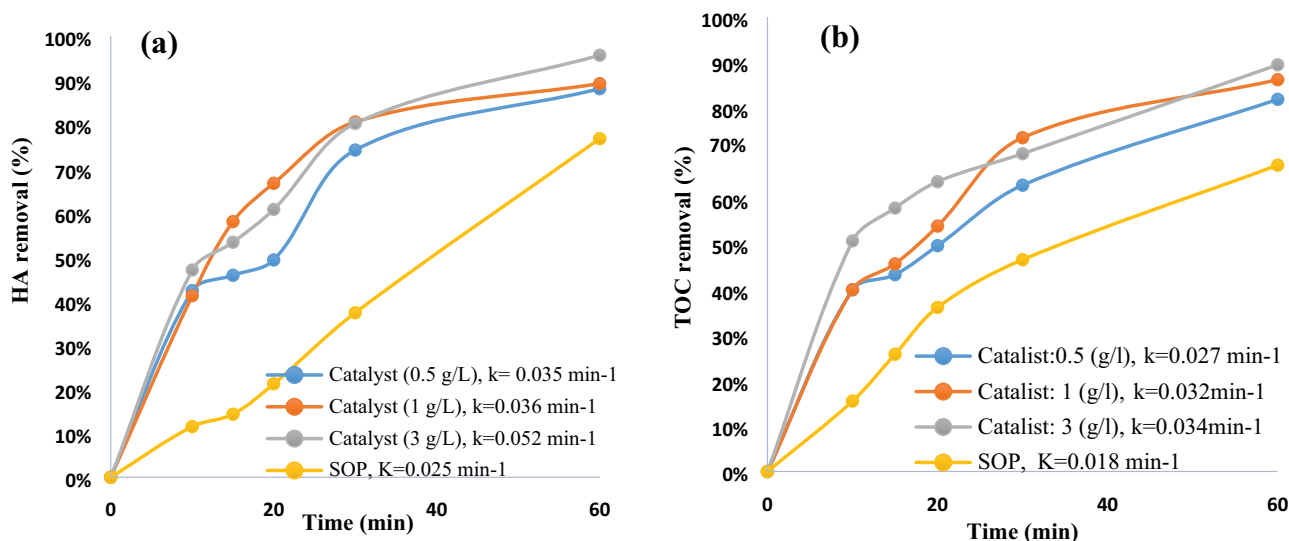 (a)
100%
90%
80%
70%
60%
50%
40%
30%
20%
10%
0%
HA removal (%)
Catalyst (0.5 g/L), k= 0.035 min-1
Catalyst (1 g/L), k=0.036 min-1
Catalyst (3 g/L), k=0.052 min-1
SOP, K=0.025 min-1
0
20
40
60
Time (min)
(b)
100%
90%
80%
70%
60%
50%
40%
30%
20%
10%
0%
TOC removal (%)
Catalist:0.5 (g/l), k=0.027 min-1
Catalist: 1 (g/l), k=0.032min-1
Catalist: 3 (g/l), k=0.034min-1
SOP, K=0.018 min-1
0
20
40
60
Time (min)